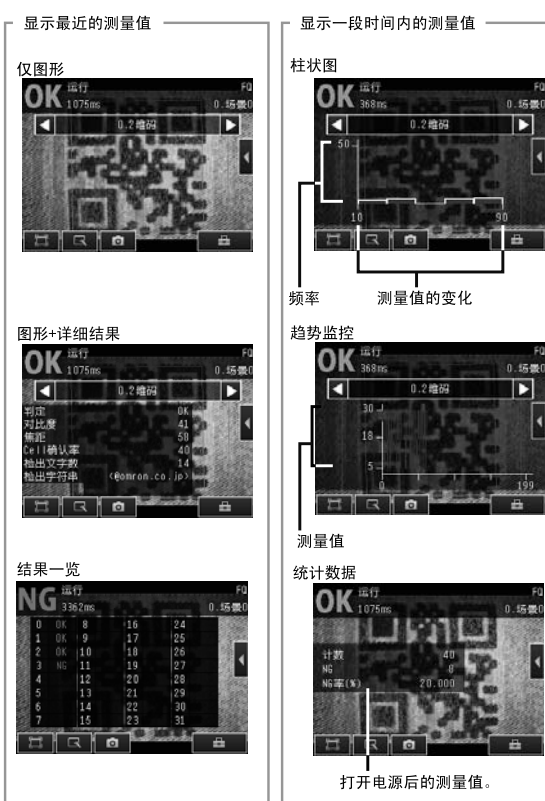 显示最近的测量值
仅图形
OK 运行 FQ
1075ms 0.场景0
0.2维码
图形+详细结果
OK 运行 FQ
1075ms 0.场景0
0.2维码
判定 OK
对比度 41
焦距 58
Cell确认率 40
检出文字数 14
检出字符串 (@omron.co.jp)
结果一览
NG 运行 FQ
3362ms 0.场景0
0 OK 8 16 24
1 OK 9 17 25
2 OK 10 18 26
3 NG 11 19 27
4 12 20 28
5 13 21 29
6 14 22 30
7 15 23 31
显示一段时间内的测量值
柱状图
OK 运行 FQ
368ms 0.场景0
0.2维码
50
10 90
频率 测量值的变化
趋势监控
OK 运行 FQ
368ms 0.场景0
0.2维码
30
18
5
0 199
测量值
统计数据
OK 运行 FQ
1075ms 0.场景0
计数 40
NG 8
NG率(%) 20.000
打开电源后的测量值。